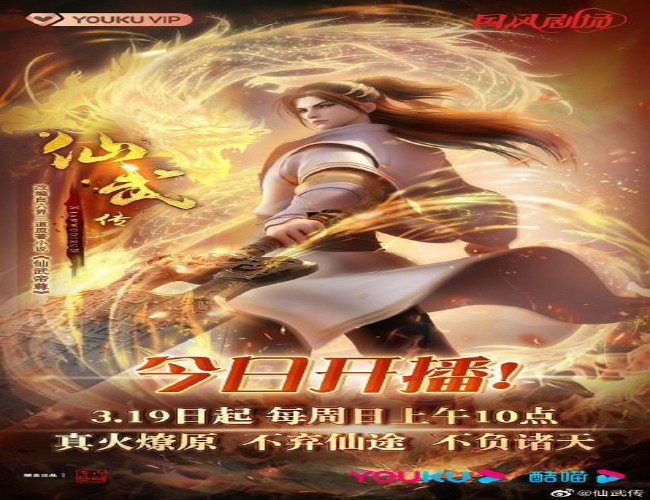 YOUKU VIP
国风剧场
仙武传
XIANWUZHUAN
今日开播!
3.19日起 每周日上午10点
真火燎原 不弃仙途 不负诸天
YOUKU
酷喵
@仙武传